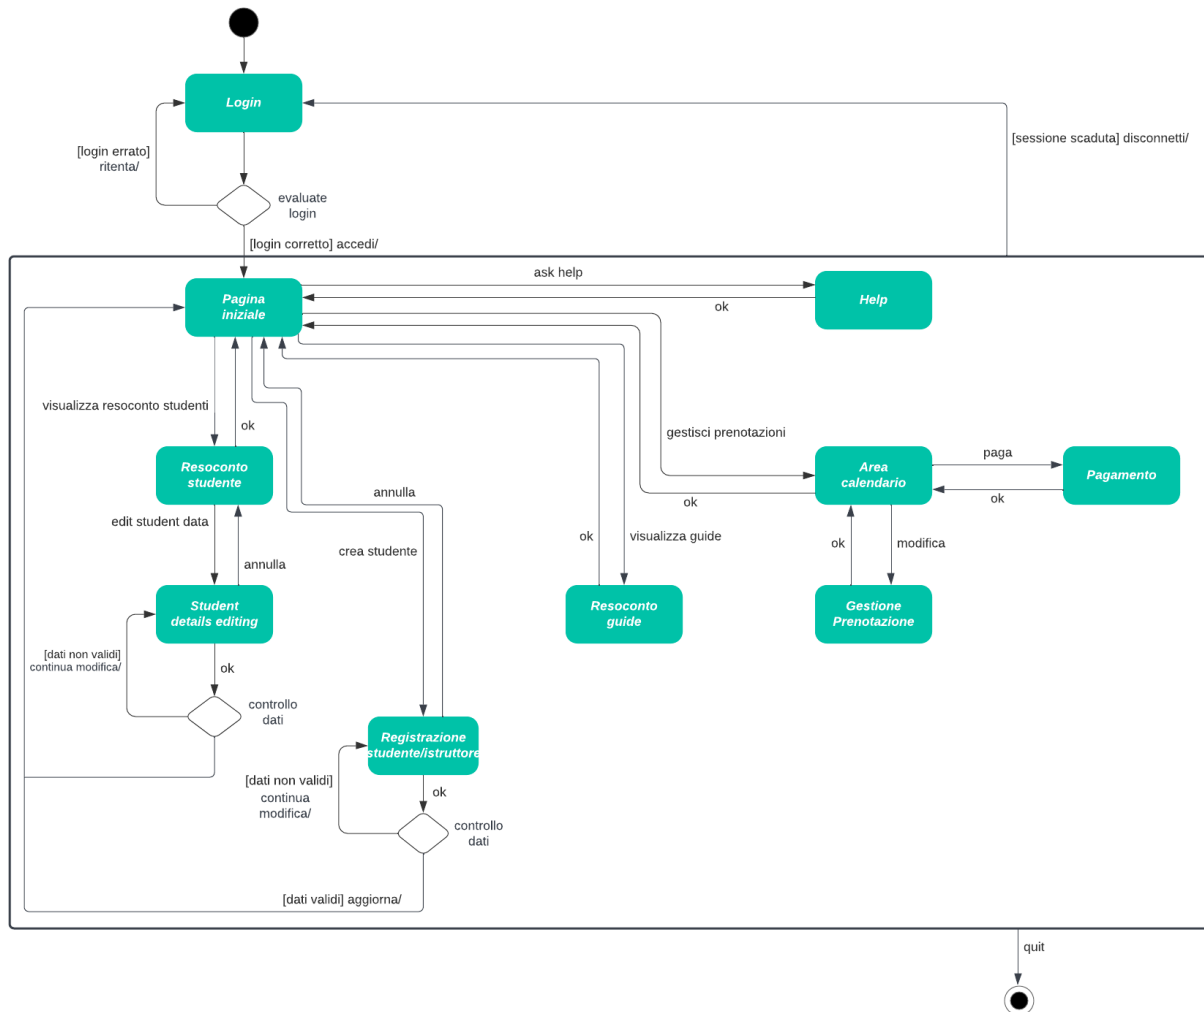 Login
[login errato]
ritenta/
evaluate
login
[sessione scaduta] disconnetti/
[login corretto] accedi/
Pagina
iniziale
ask help
ok
Help
visualizza resoconto studenti
ok
gestisci prenotazioni
ok
Resoconto
studente
Area
calendario
paga
ok
Pagamento
edit student data
annulla
annulla
crea studente
ok
visualizza guide
ok
modifica
Student
details editing
Resoconto
guide
Gestione
Prenotazione
[dati non validi]
continua modifica/
ok
controllo
dati
Registrazione
studente/istruttore
[dati non validi]
continua
modifica/
ok
controllo
dati
[dati validi] aggiorna/
quit